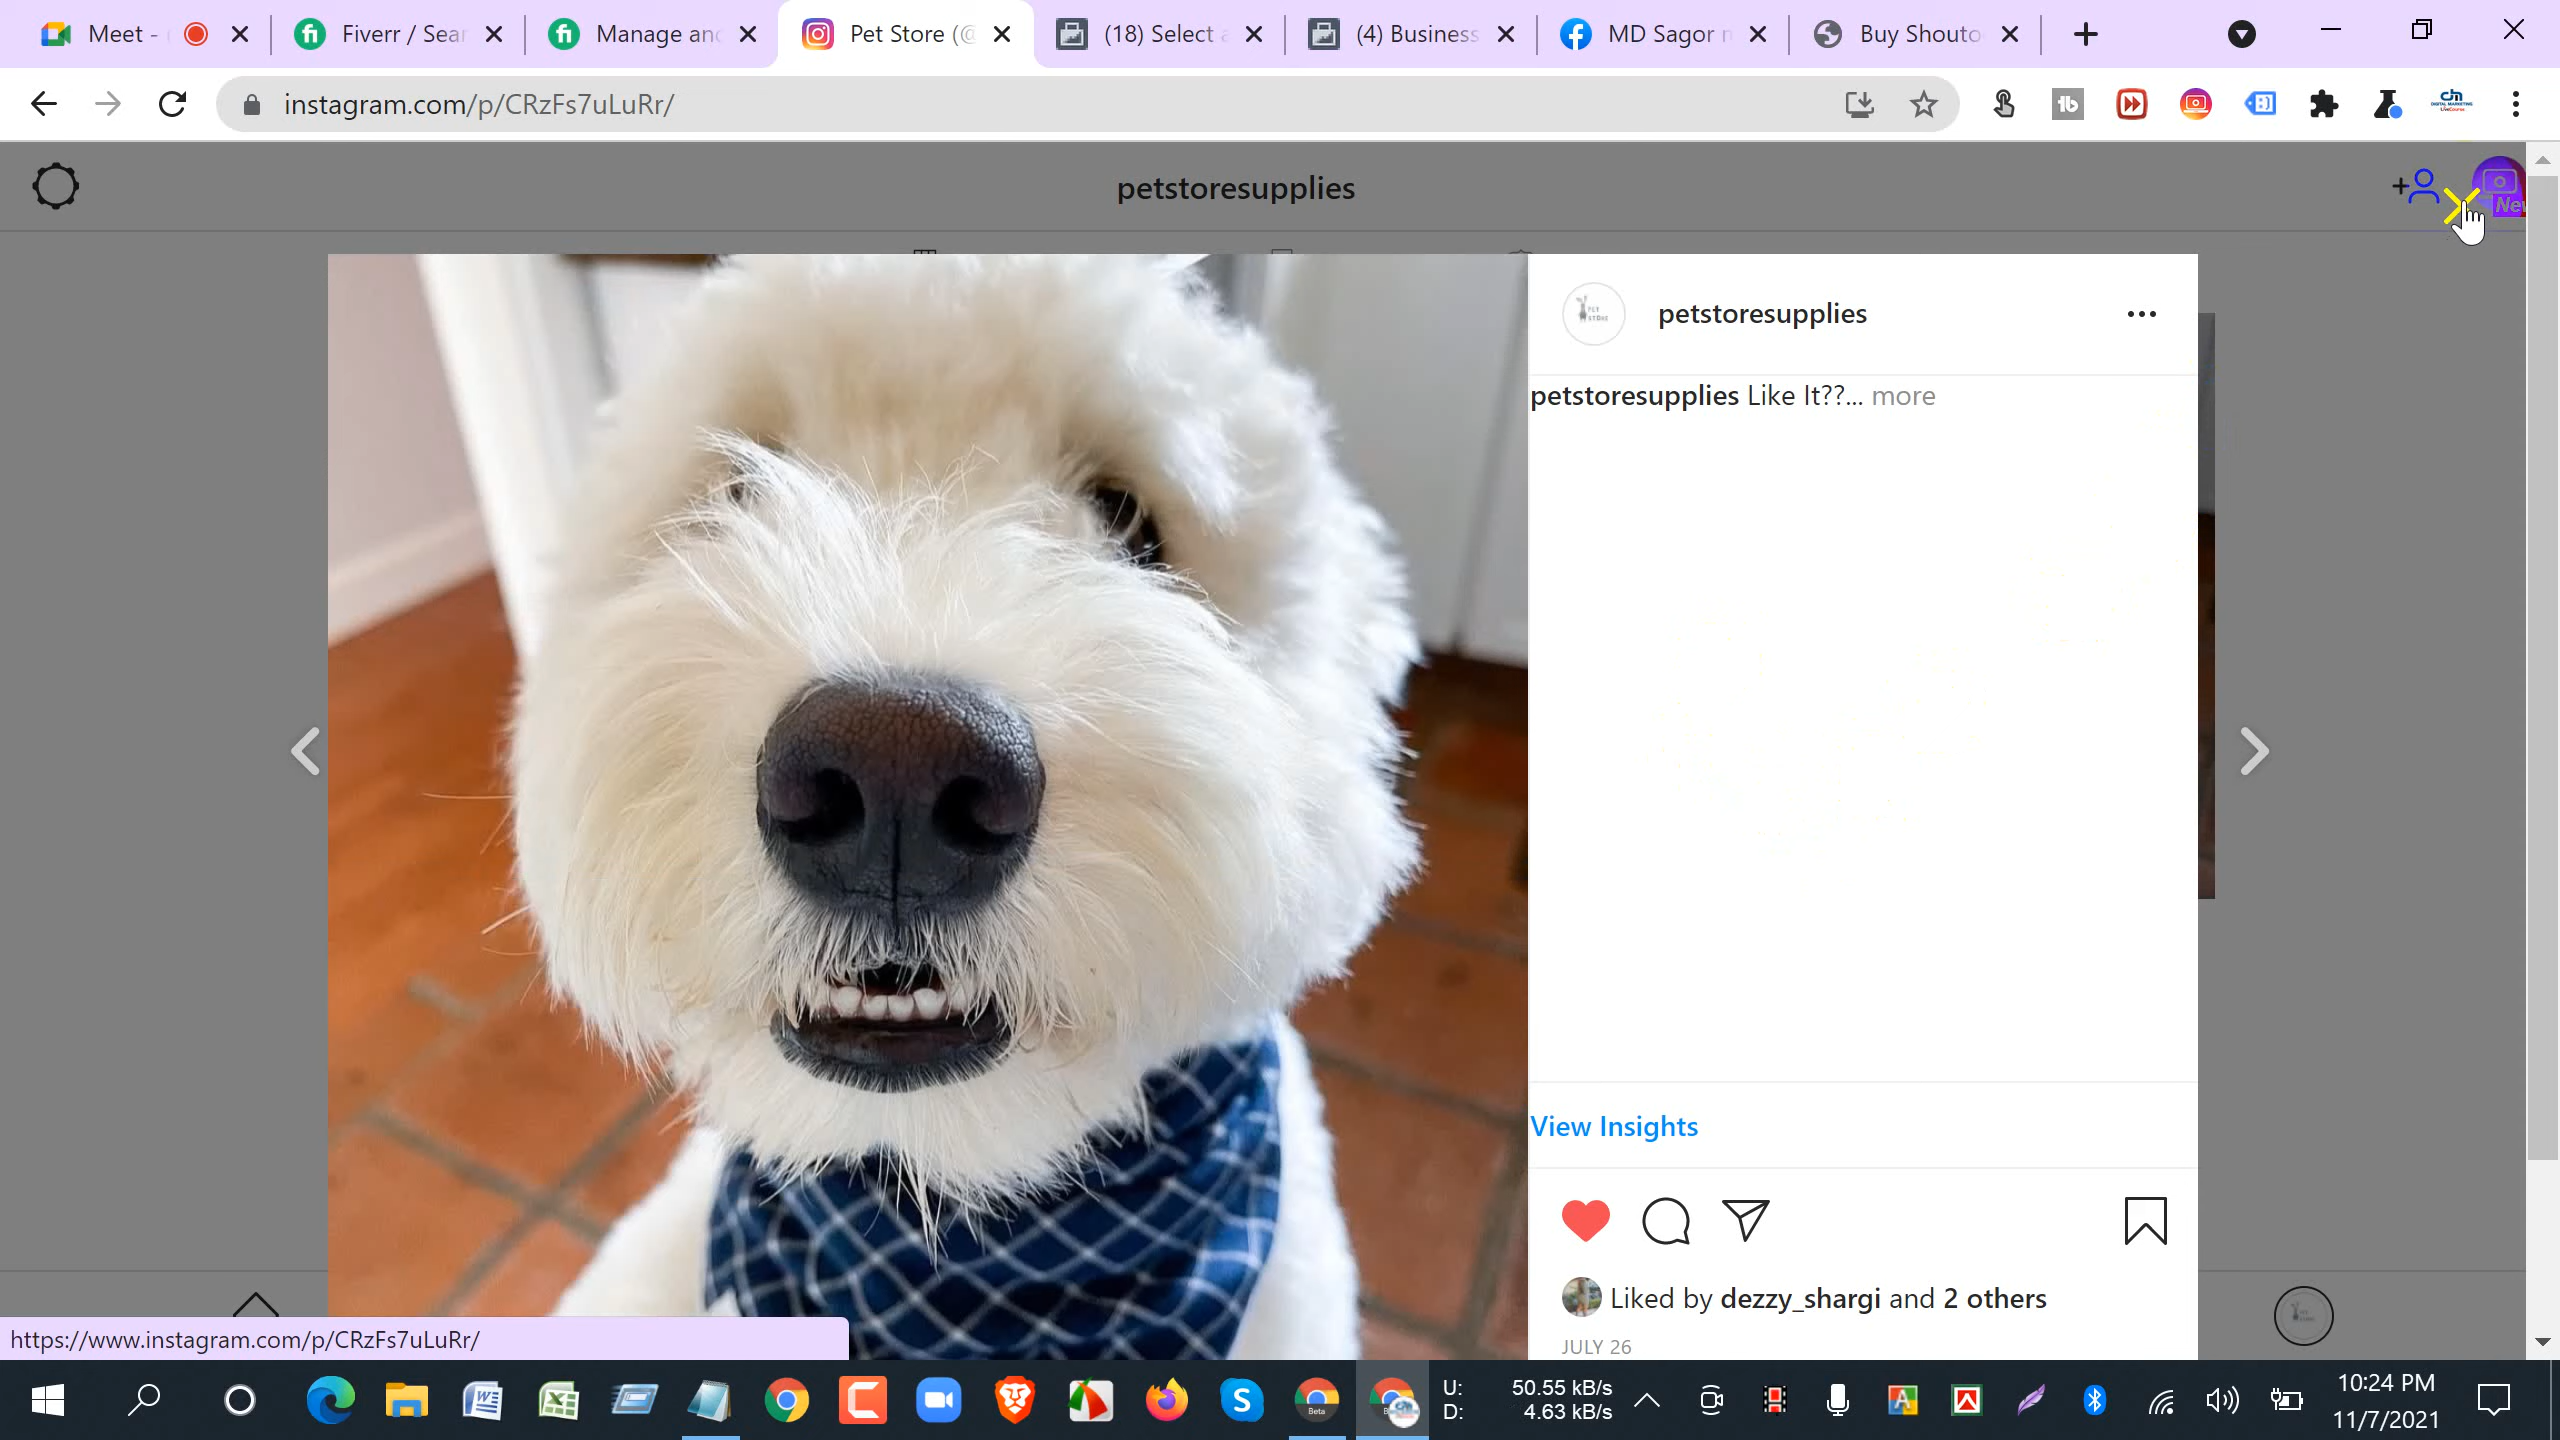 Meet -
Fiverr / Sear
Manage and
Pet Store (@
(18) Select a
(4) Business
MD Sagor
Buy Shouto
instagram.com/p/CRzFs7uLuRr/
petstoresupplies
New
petstoresupplies
petstoresupplies Like It??... more
View Insights
Liked by dezzy_shargi and 2 others
JULY 26
https://www.instagram.com/p/CRzFs7uLuRr/
U: 50.55 kB/s
D: 4.63 kB/s
10:24 PM
11/7/2021